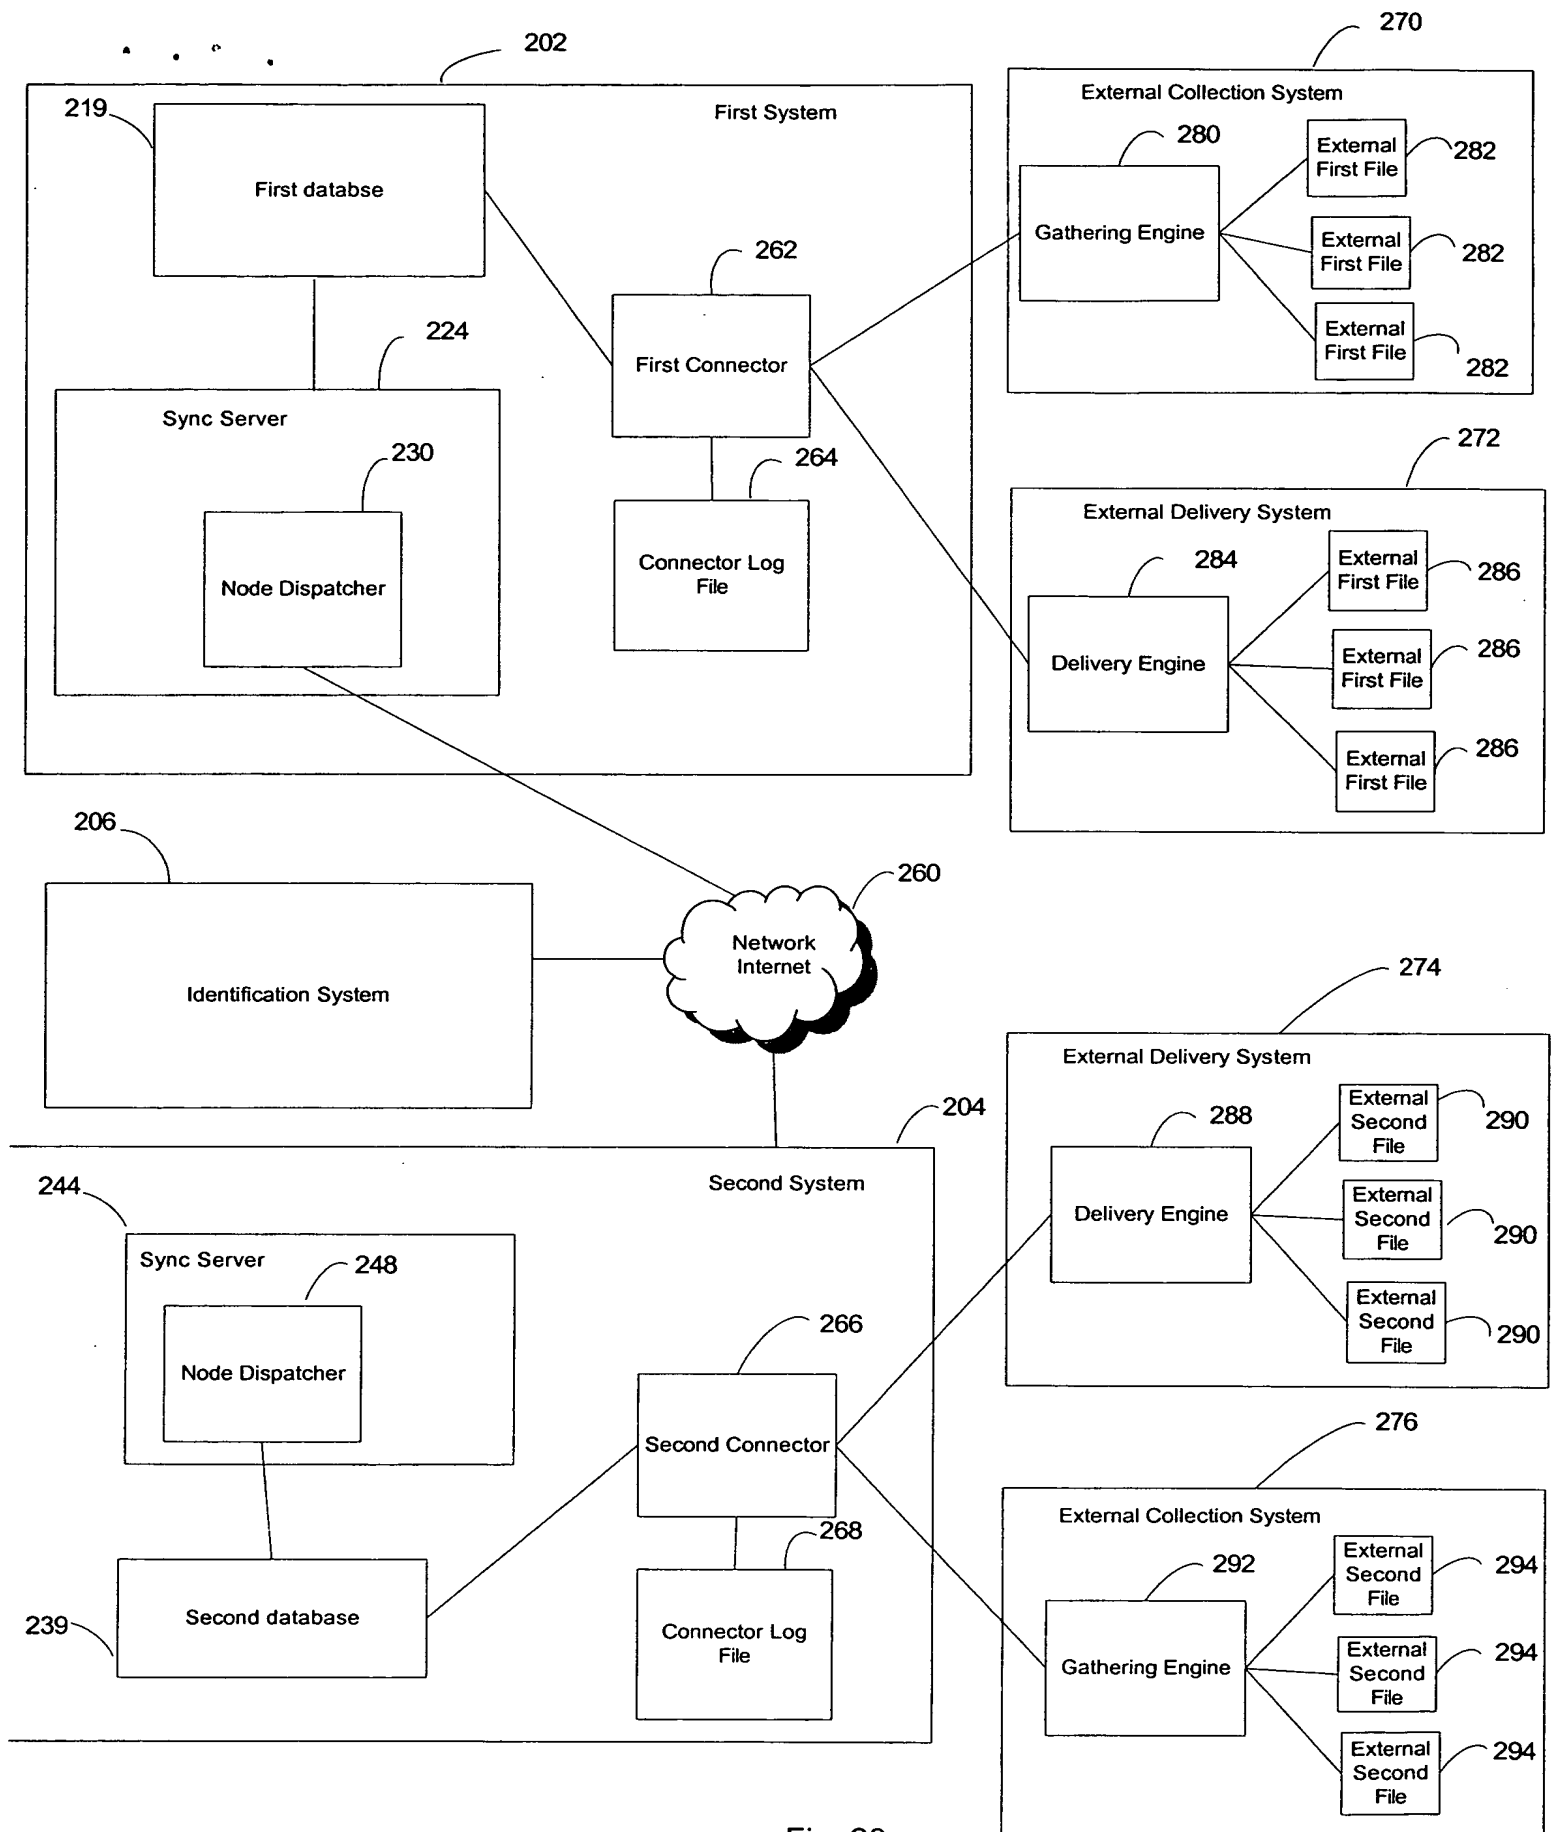 202
219
First System
First databse
262
First Connector
224
Sync Server
230
Node Dispatcher
264
Connector Log
File
270
External Collection System
280
Gathering Engine
External
First File
282
External
First File
282
External
First File
282
272
External Delivery System
284
Delivery Engine
External
First File
286
External
First File
286
External
First File
286
206
Identification System
260
Network
Internet
204
Second System
244
Sync Server
248
Node Dispatcher
266
Second Connector
239
Second database
268
Connector Log
File
274
External Delivery System
288
Delivery Engine
External
Second
File
290
External
Second
File
290
External
Second
File
290
276
External Collection System
292
Gathering Engine
External
Second
File
294
External
Second
File
294
External
Second
File
294